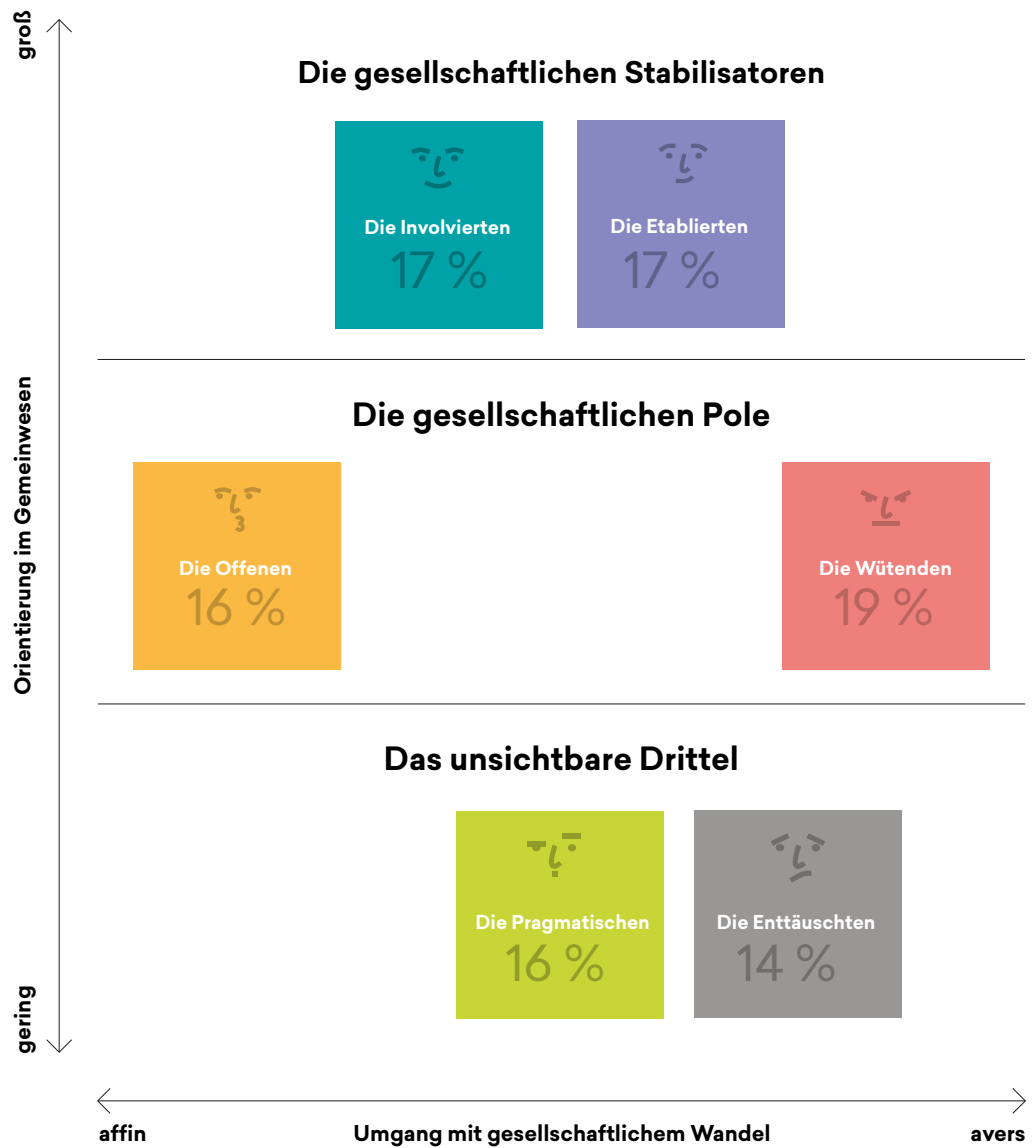 groß
Die gesellschaftlichen Stabilisatoren
Die Involvierten
17 %
Die Etablierten
17 %
Orientierung im Gemeinwesen
Die gesellschaftlichen Pole
Die Offenen
16 %
Die Wütenden
19 %
Das unsichtbare Drittel
Die Pragmatischen
16 %
Die Enttäuschten
14 %
gering
affin
Umgang mit gesellschaftlichem Wandel
avers